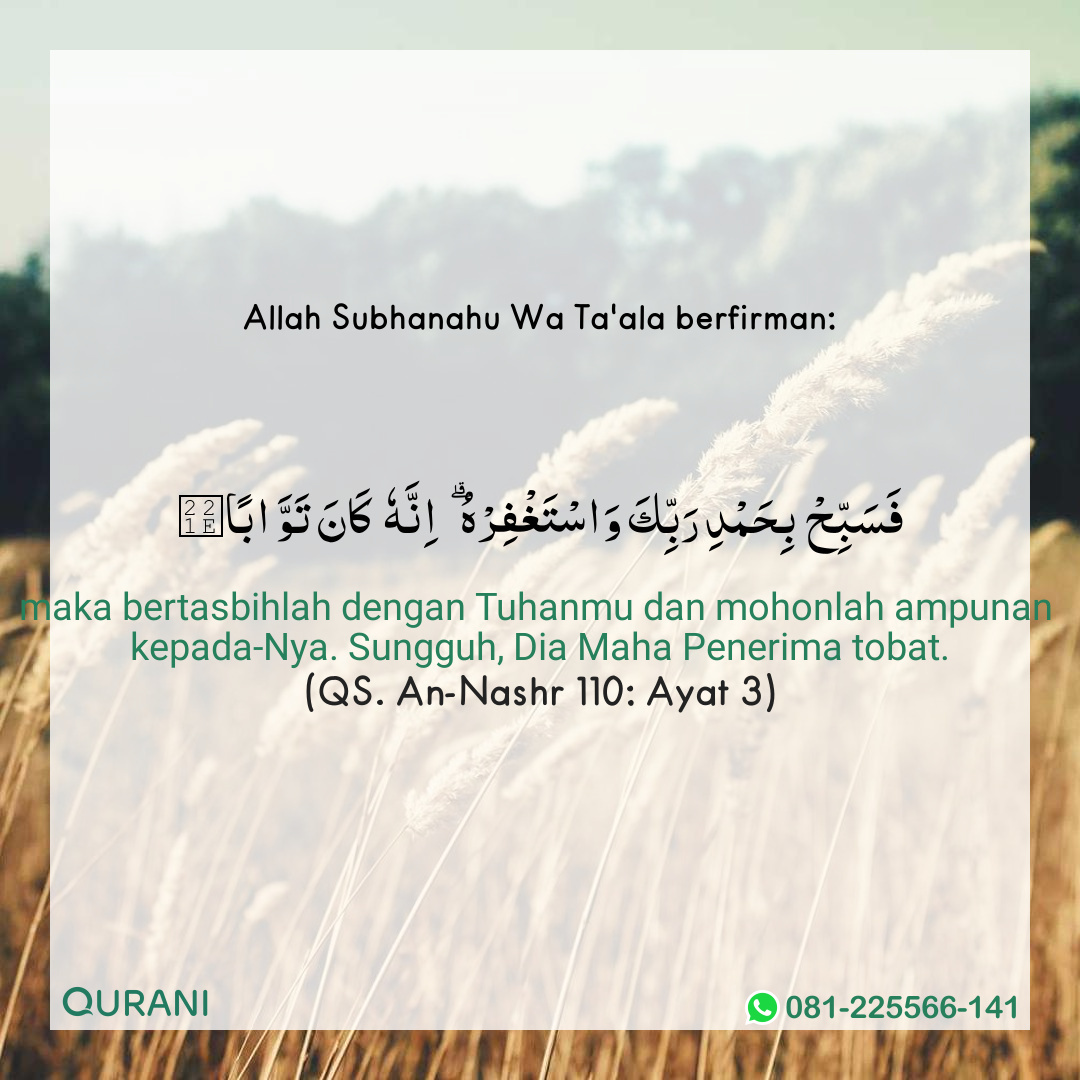 Allah Subhanahu Wa Ta'ala berfirman:
فَسَبِّحْ بِحَمْدِ رَبِّكَ وَاسْتَغْفِرْهُۗ اِنَّهٗ كَانَ تَوَّابًا
maka bertasbihlah dengan Tuhanmu dan mohonlah ampunan
kepada-Nya. Sungguh, Dia Maha Penerima tobat.
(QS. An-Nashr 110: Ayat 3)
QURANI
081-225566-141